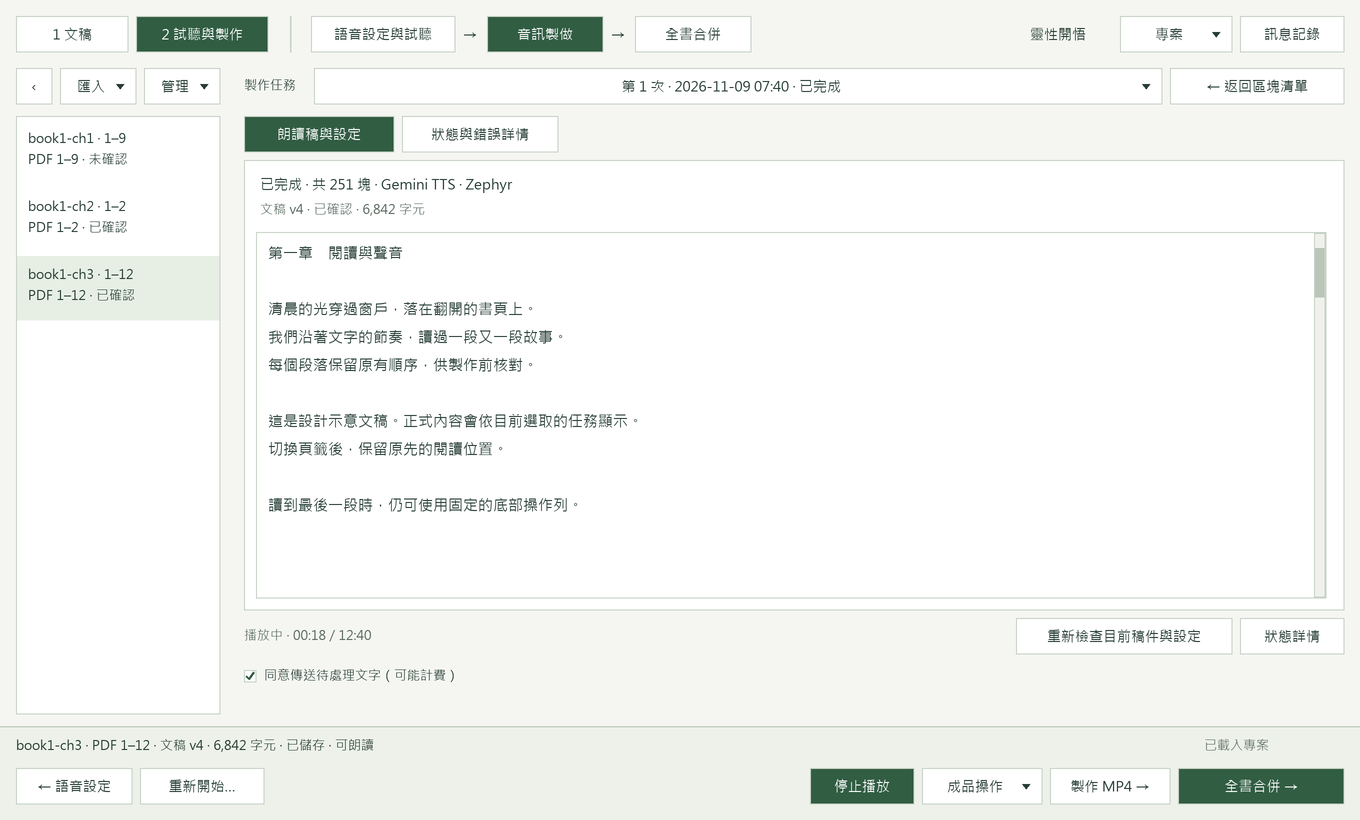 1 文稿
2 試聽與製作
語音設定與試聽
→
音訊製做
→
全書合併
靈性開悟
專案
訊息記錄
‹
匯入
管理
製作任務
第 1 次 · 2026-11-09 07:40 · 已完成
← 返回區塊清單
book1-ch1 · 1–9
PDF 1–9 · 未確認
book1-ch2 · 1–2
PDF 1–2 · 已確認
book1-ch3 · 1–12
PDF 1–12 · 已確認
朗讀稿與設定
狀態與錯誤詳情
已完成 · 共 251 塊 · Gemini TTS · Zephyr
文稿 v4 · 已確認 · 6,842 字元
第一章　閱讀與聲音
清晨的光穿過窗戶，落在翻開的書頁上。
我們沿著文字的節奏，讀過一段又一段故事。
每個段落保留原有順序，供製作前核對。
這是設計示意文稿。正式內容會依目前選取的任務顯示。
切換頁籤後，保留原先的閱讀位置。
讀到最後一段時，仍可使用固定的底部操作列。
播放中 · 00:18 / 12:40
重新檢查目前稿件與設定
狀態詳情
同意傳送待處理文字（可能計費）
book1-ch3 · PDF 1–12 · 文稿 v4 · 6,842 字元 · 已儲存 · 可朗讀
已載入專案
← 語音設定
重新開始...
停止播放
成品操作
製作 MP4 →
全書合併 →